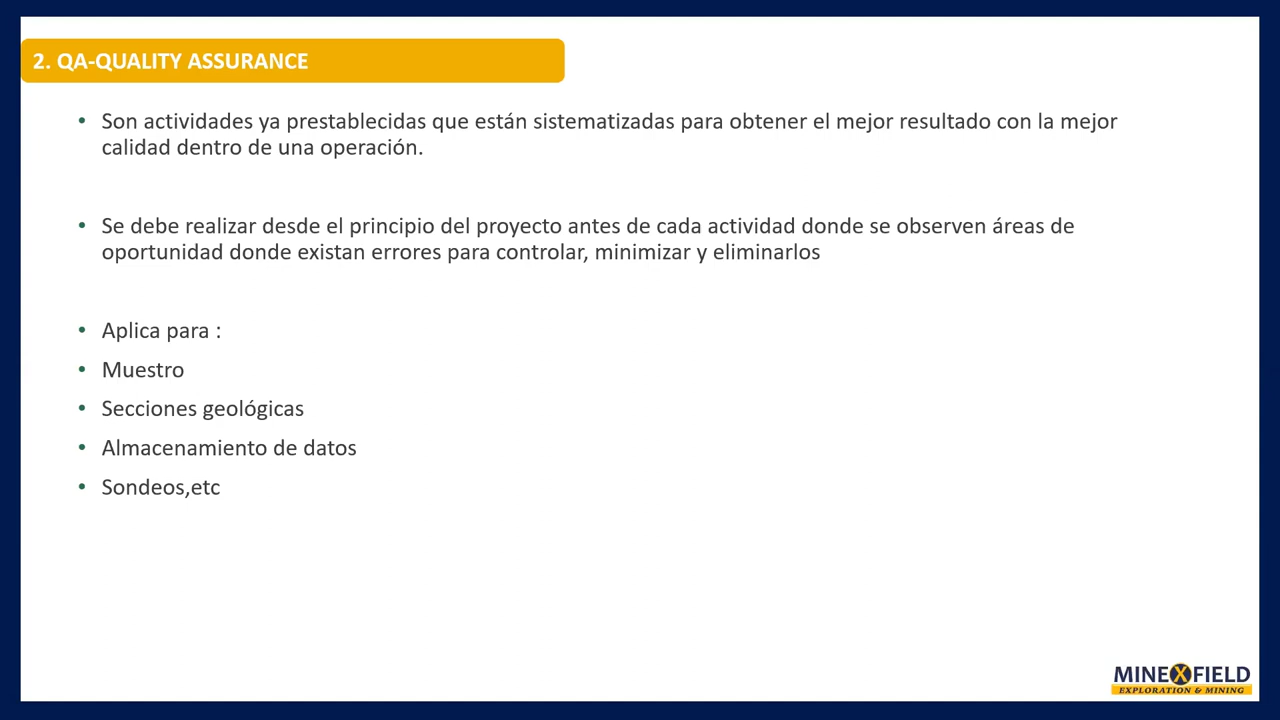 2. QA-QUALITY ASSURANCE
• Son actividades ya prestablecidas que están sistematizadas para obtener el mejor resultado con la mejor
calidad dentro de una operación.
• Se debe realizar desde el principio del proyecto antes de cada actividad donde se observen áreas de
oportunidad donde existan errores para controlar, minimizar y eliminarlos
• Aplica para :
• Muestro
• Secciones geológicas
• Almacenamiento de datos
• Sondeos,etc
MINEXFIELD
EXPLORATION & MINING